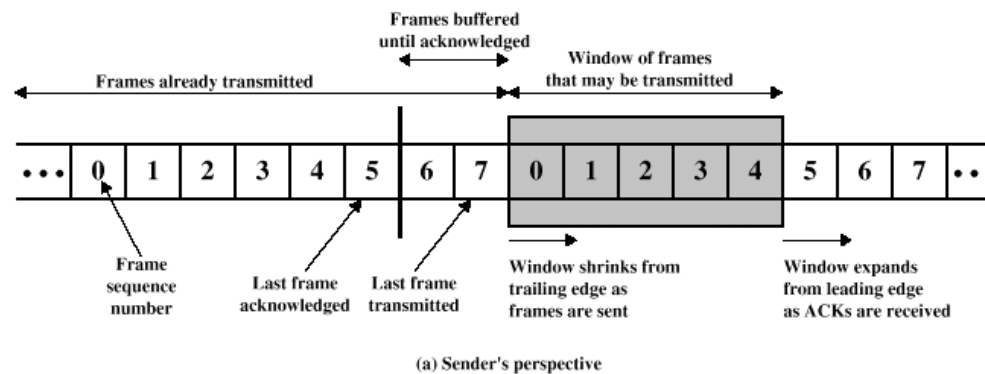 Frames buffered
until acknowledged
Window of frames
that may be transmitted
Frames already transmitted
••• 0 1 2 3 4 5 6 7 0 1 2 3 4 5 6 7 ••
Frame
sequence
number
Last frame
acknowledged
Last frame
transmitted
Window shrinks from
trailing edge as
frames are sent
Window expands
from leading edge
as ACKs are received
(a) Sender's perspective